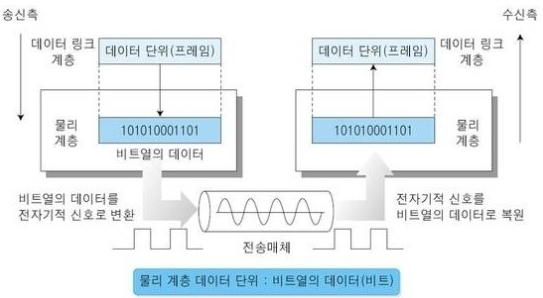 송신측
수신측
데이터 링크
계층
데이터 단위(프레임)
데이터 단위(프레임)
데이터 링크
계층
물리
계층
101010001101
비트열의 데이터
101010001101
물리
계층
비트열의 데이터를
전자기적 신호로 변환
전자기적 신호를
비트열의 데이터로 복원
전송매체
물리 계층 데이터 단위 : 비트열의 데이터(비트)